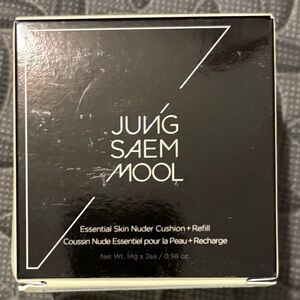 JUNG
SAEM
MOOL
Essential Skin Nuder Cushion + Refill
Coussin Nude Essentiel pour la Peau + Recharge
Net Wt. 14g x 2ea / 0.98 oz.